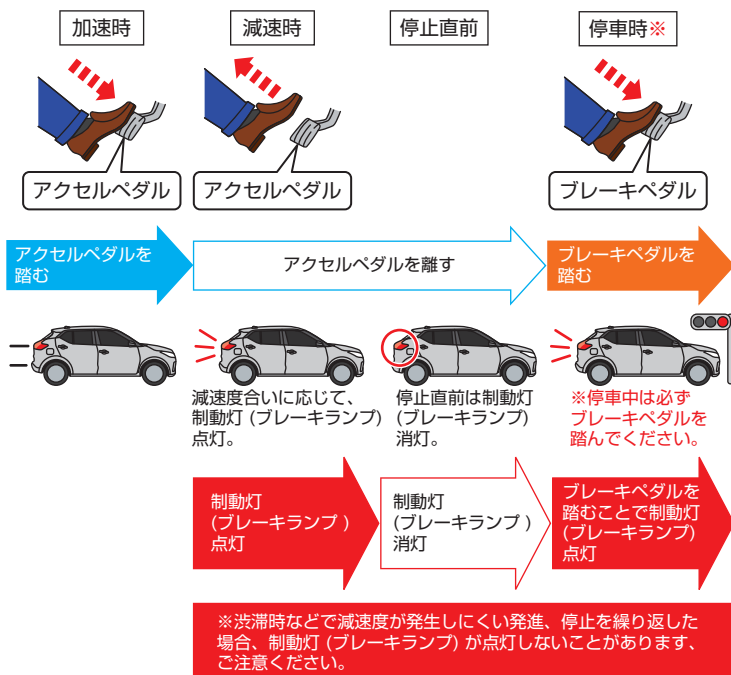 加速時
減速時
停止直前
停車時※
アクセルペダル
アクセルペダル
ブレーキペダル
アクセルペダルを
踏む
アクセルペダルを離す
ブレーキペダルを
踏む
減速度合いに応じて、
制動灯 (ブレーキランプ)
点灯。
停止直前は制動灯
(ブレーキランプ)
消灯。
※停車中は必ず
ブレーキペダルを
踏んでください。
制動灯
(ブレーキランプ )
点灯
制動灯
(ブレーキランプ )
消灯
ブレーキペダルを
踏むことで制動灯
(ブレーキランプ)
点灯
※渋滞時などで減速度が発生しにくい発進、停止を繰り返した
場合、制動灯 (ブレーキランプ) が点灯しないことがあります、
ご注意ください。